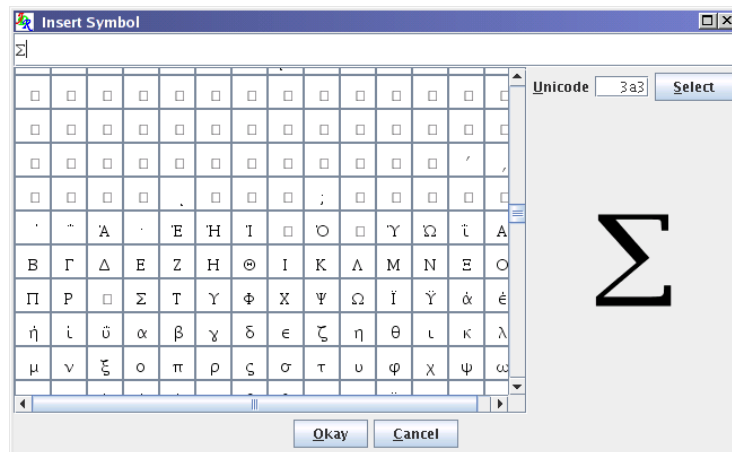 Insert Symbol
Σ
Unicode 3a3 Select
΄ ΅ Ά · Έ Ή Ί □ Ό □ Ύ Ώ ΐ Α
Β Γ Δ Ε Ζ Η Θ Ι Κ Λ Μ Ν Ξ Ο
Π Ρ □ Σ Τ Υ Φ Χ Ψ Ω Ϊ Ϋ ά έ
ή ί ΰ α β γ δ ε ζ η θ ι κ λ
μ ν ξ ο π ρ ς σ τ υ φ χ ψ ω
Σ
Okay Cancel